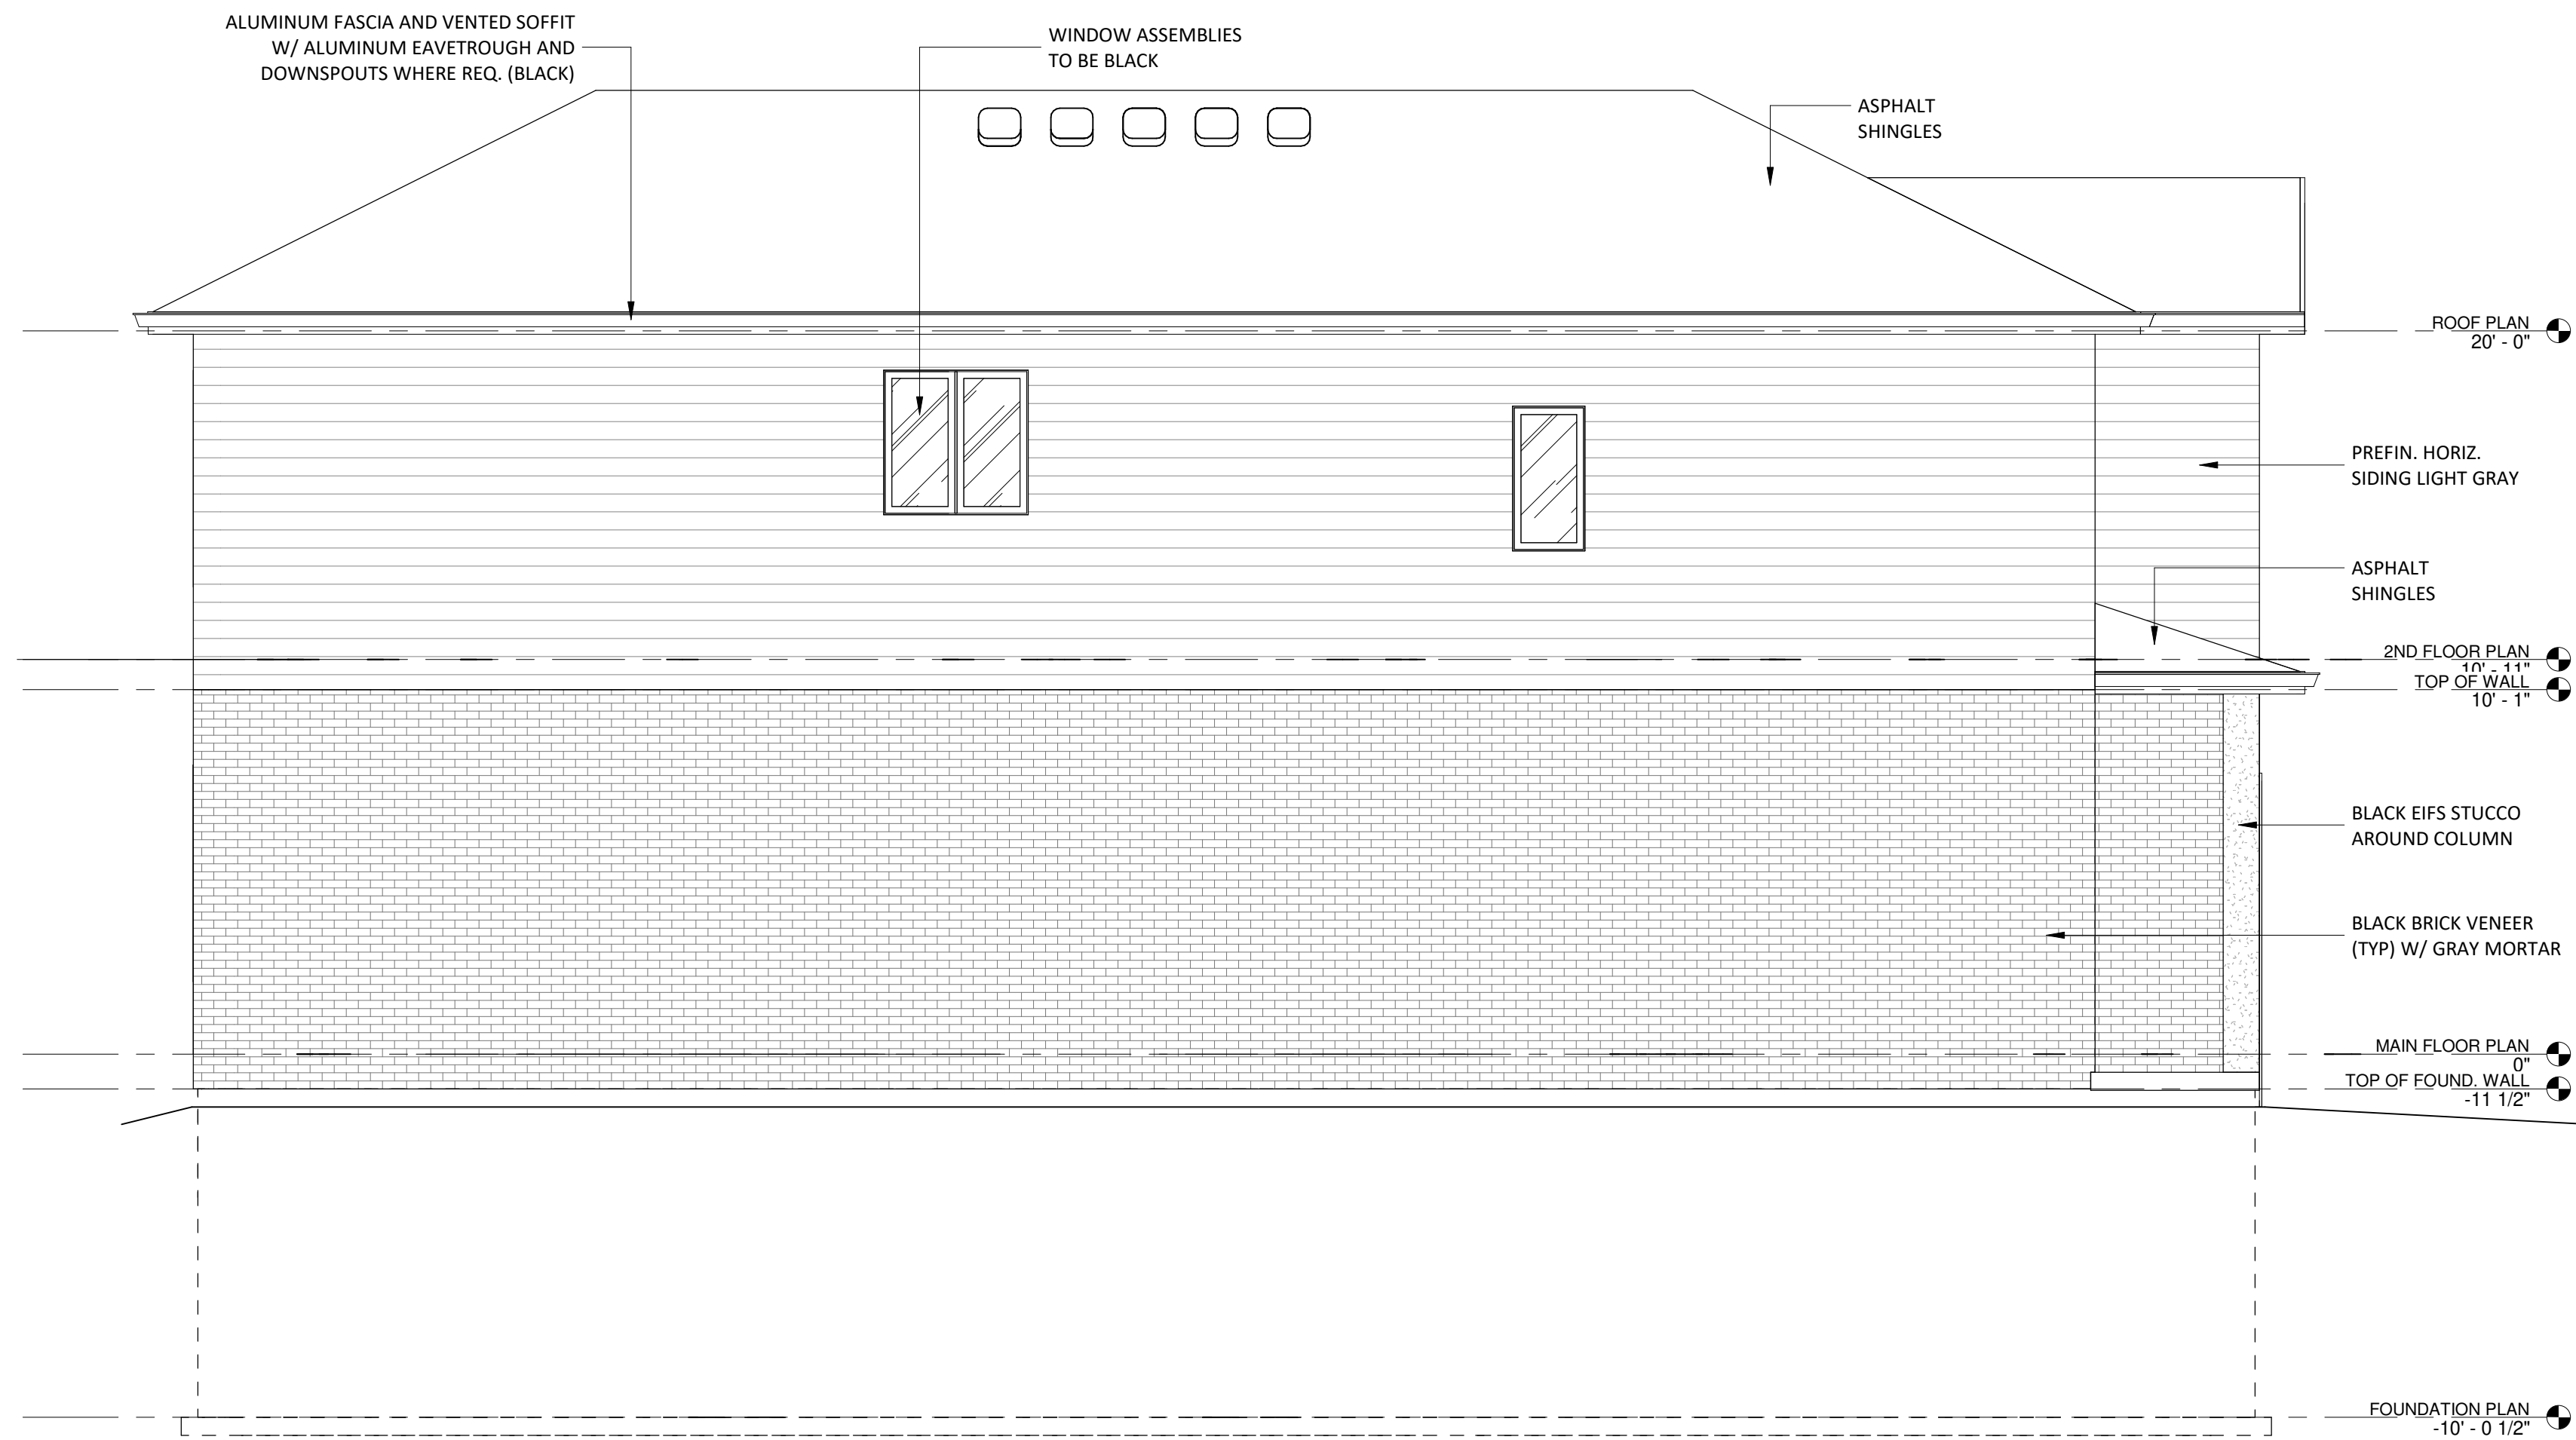 ALUMINUM FASCIA AND VENTED SOFFIT
W/ ALUMINUM EAVETROUGH AND
DOWNSPOUTS WHERE REQ. (BLACK)
WINDOW ASSEMBLIES
TO BE BLACK
ASPHALT
SHINGLES
ROOF PLAN
20' - 0"
PREFIN. HORIZ.
SIDING LIGHT GRAY
ASPHALT
SHINGLES
2ND FLOOR PLAN
10' - 11"
TOP OF WALL
10' - 1"
BLACK EIFS STUCCO
AROUND COLUMN
BLACK BRICK VENEER
(TYP) W/ GRAY MORTAR
MAIN FLOOR PLAN
0"
TOP OF FOUND. WALL
-11 1/2"
FOUNDATION PLAN
-10' - 0 1/2"